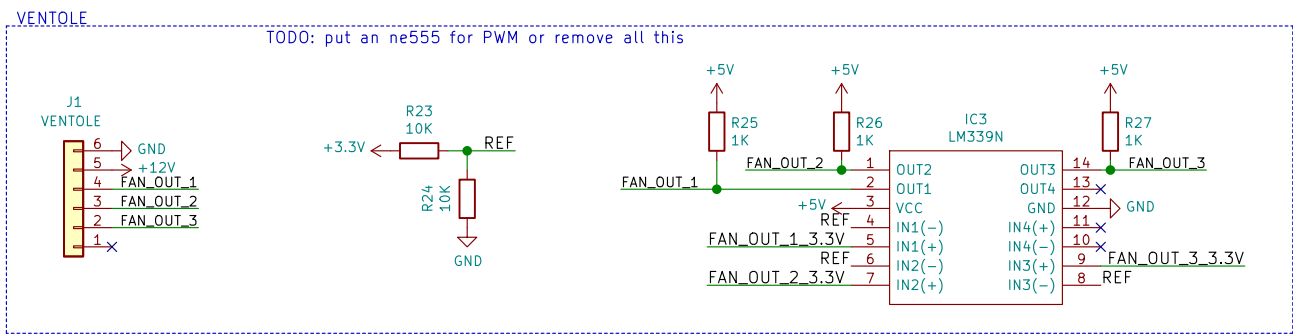 VENTOLE
TODO: put an ne555 for PWM or remove all this
J1
VENTOLE
6 GND
5 +12V
4 FAN_OUT_1
3 FAN_OUT_2
2 FAN_OUT_3
1
R23
10K
+3.3V
REF
R24
10K
GND
+5V
R25
1K
+5V
R26
1K
+5V
R27
1K
IC3
LM339N
FAN_OUT_2 1 OUT2
FAN_OUT_1 2 OUT1
+5V 3 VCC
REF 4 IN1(-)
FAN_OUT_1_3.3V 5 IN1(+)
REF 6 IN2(-)
FAN_OUT_2_3.3V 7 IN2(+)
OUT3 14 FAN_OUT_3
OUT4 13
GND 12 GND
IN4(+) 11
IN4(-) 10
IN3(+) 9 FAN_OUT_3_3.3V
IN3(-) 8 REF